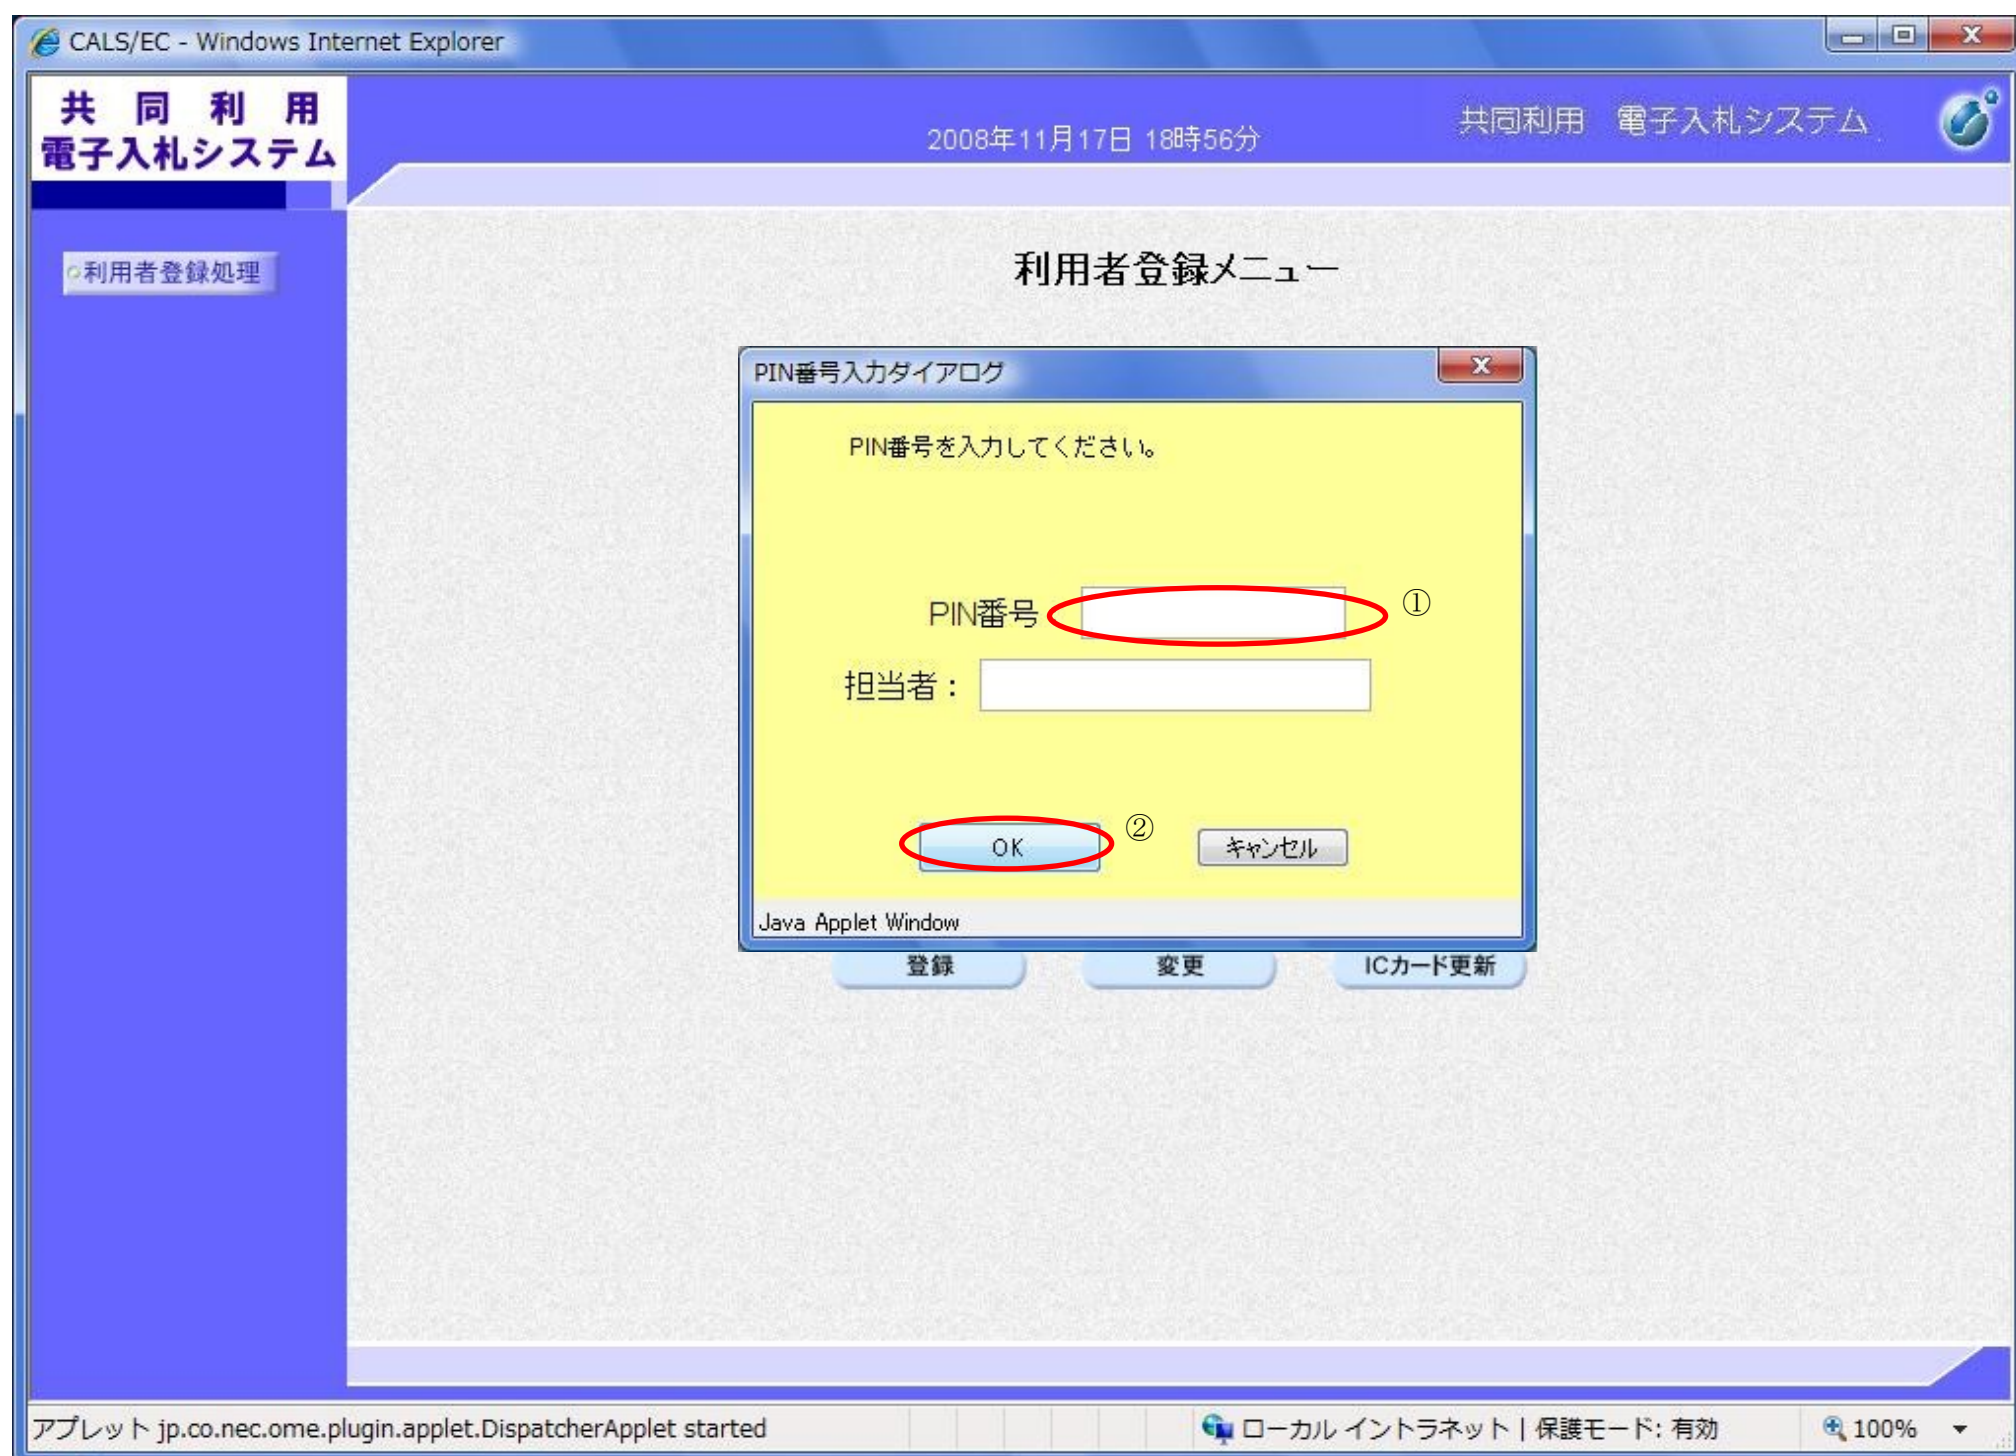 CALS/EC - Windows Internet Explorer
共 同 利 用
電子入札システム
2008年11月17日 18時56分
共同利用 電子入札システム
利用者登録処理
利用者登録メニュー
PIN番号入力ダイアログ
PIN番号を入力してください。
PIN番号
①
担当者：
OK
②
キャンセル
Java Applet Window
登録
変更
ICカード更新
アプレット jp.co.nec.ome.plugin.applet.DispatcherApplet started
ローカル イントラネット | 保護モード: 有効
100%